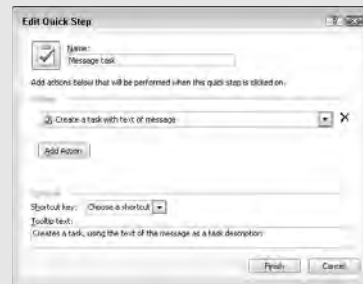 Edit Quick Step
Name:
Message task
Add actions below that will be performed when this quick step is clicked on.
Actions
Create a task with text of message
Add Action
Optional
Shortcut key: Choose a shortcut
Tooltip text:
Creates a task, using the text of the message as a task description
Finish Cancel